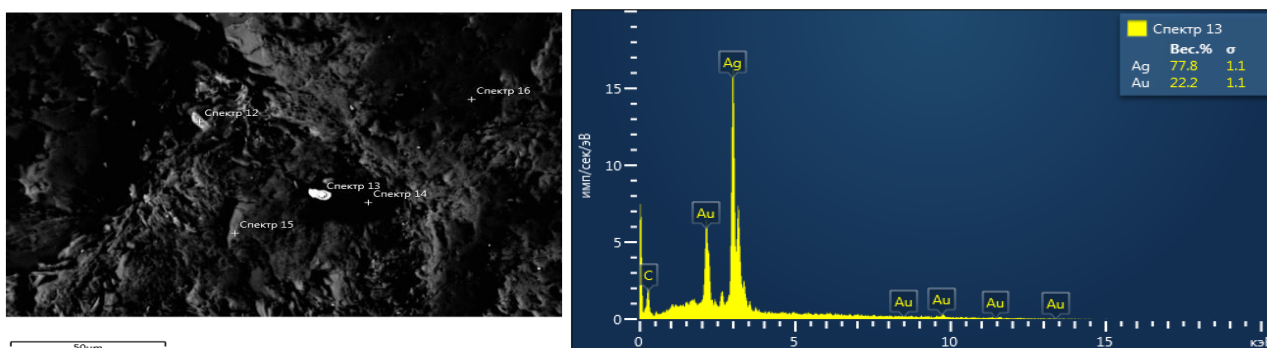 Спектр 16
Спектр 12
Спектр 13
Спектр 14
Спектр 15
50μm
Спектр 13
Вес.% σ
Ag 77.8 1.1
Au 22.2 1.1
имп/сек/эВ
15
10
5
0
Ag
Au
C
Au
Au
Au
Au
0
5
10
15